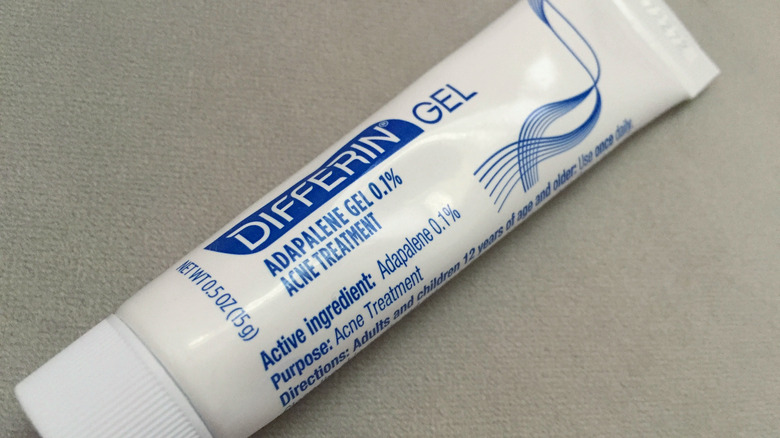 DIFFERIN® GEL
ADAPALENE GEL 0.1%
ACNE TREATMENT
NET WT 0.5 OZ (15 g)
Active ingredient: Adapalene 0.1%
Purpose: Acne Treatment
Directions: Adults and children 12 years of age and older: Use once daily.